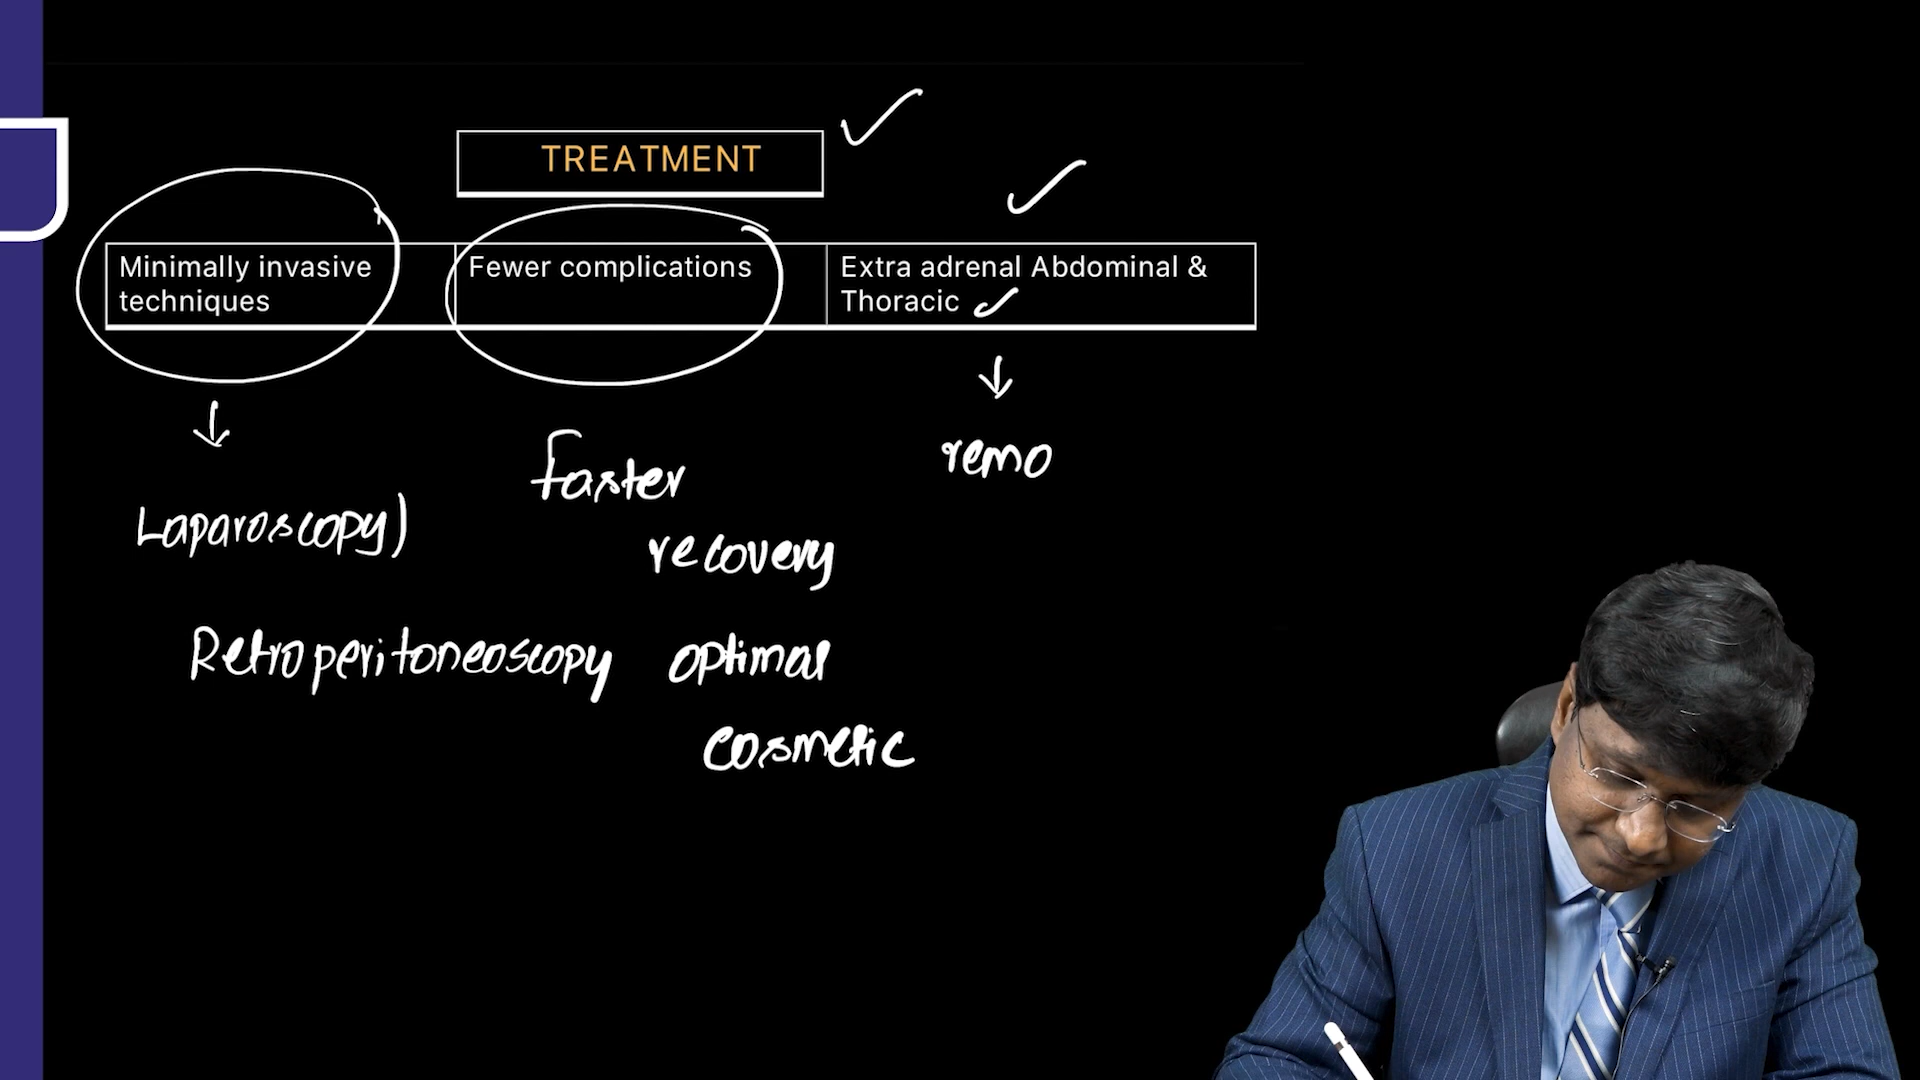 TREATMENT
Minimally invasive
techniques
Fewer complications
Extra adrenal Abdominal &
Thoracic
Laparoscopy)
Retroperitoneoscopy
faster
recovery
optimal
cosmetic
remo